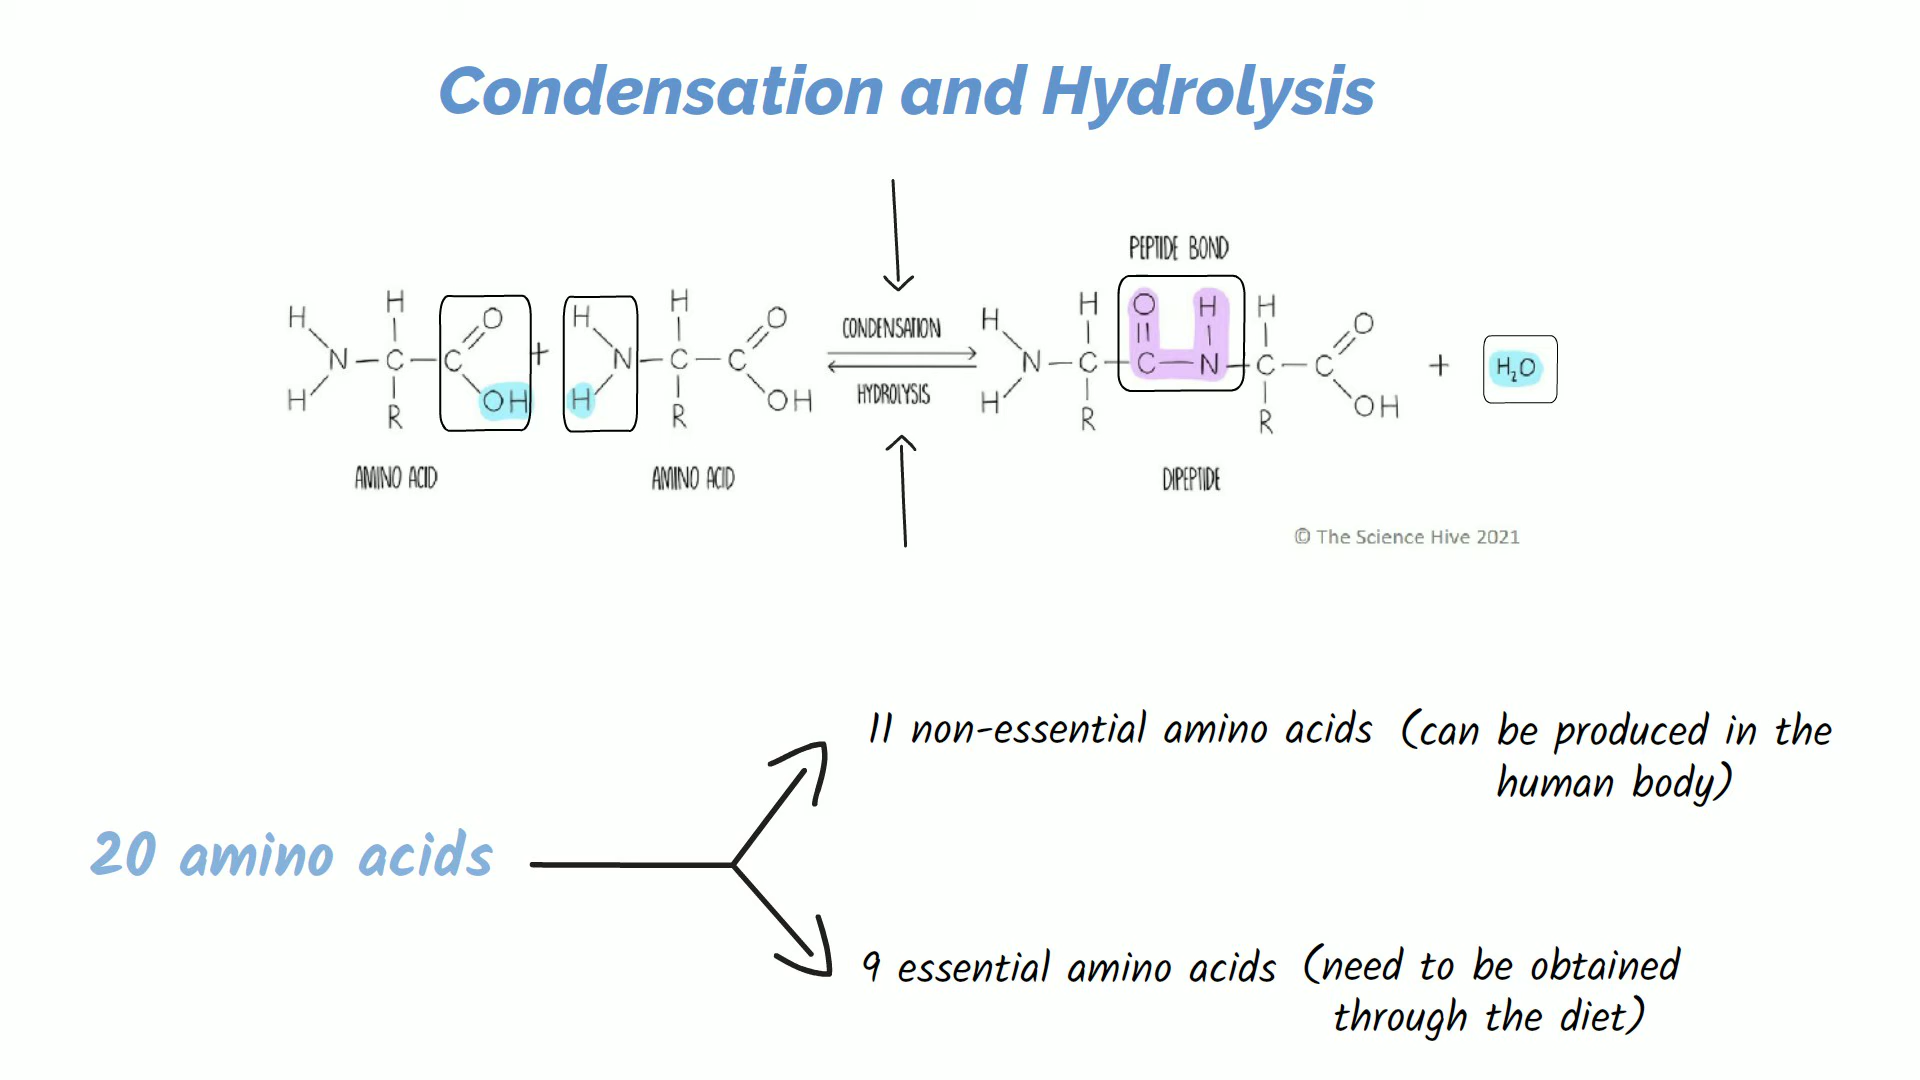 Condensation and Hydrolysis
PEPTIDE BOND
H H O H H H O O H H H H O
CONDENSATION
N C C + N C C N C C N C C + H₂O
HYDROLYSIS
H R OH H R OH H R R OH
AMINO ACID AMINO ACID DIPEPTIDE
© The Science Hive 2021
11 non-essential amino acids (can be produced in the
human body)
20 amino acids
9 essential amino acids (need to be obtained
through the diet)